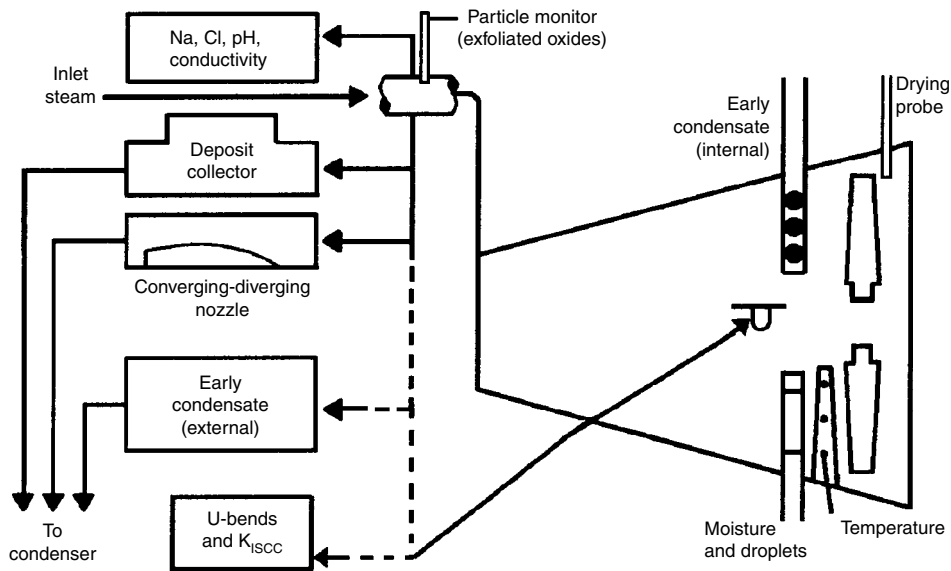 Na, Cl, pH,
conductivity
Particle monitor
(exfoliated oxides)
Inlet
steam
Deposit
collector
Converging-diverging
nozzle
Early
condensate
(external)
To
condenser
U-bends
and K_ISCC
Early
condensate
(internal)
Drying
probe
Moisture
and droplets
Temperature